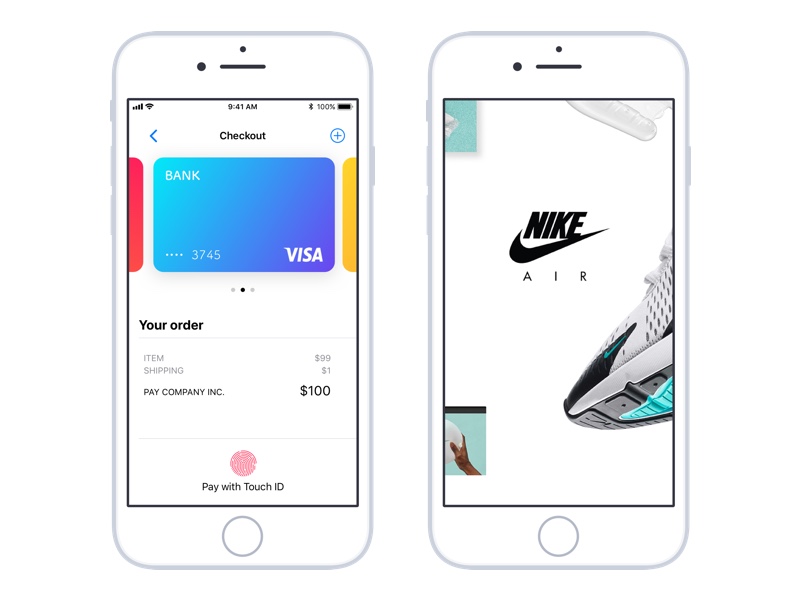 9:41 AM
100%
Checkout
BANK
•••• 3745
VISA
Your order
ITEM $99
SHIPPING $1
PAY COMPANY INC. $100
Pay with Touch ID
NIKE
AIR